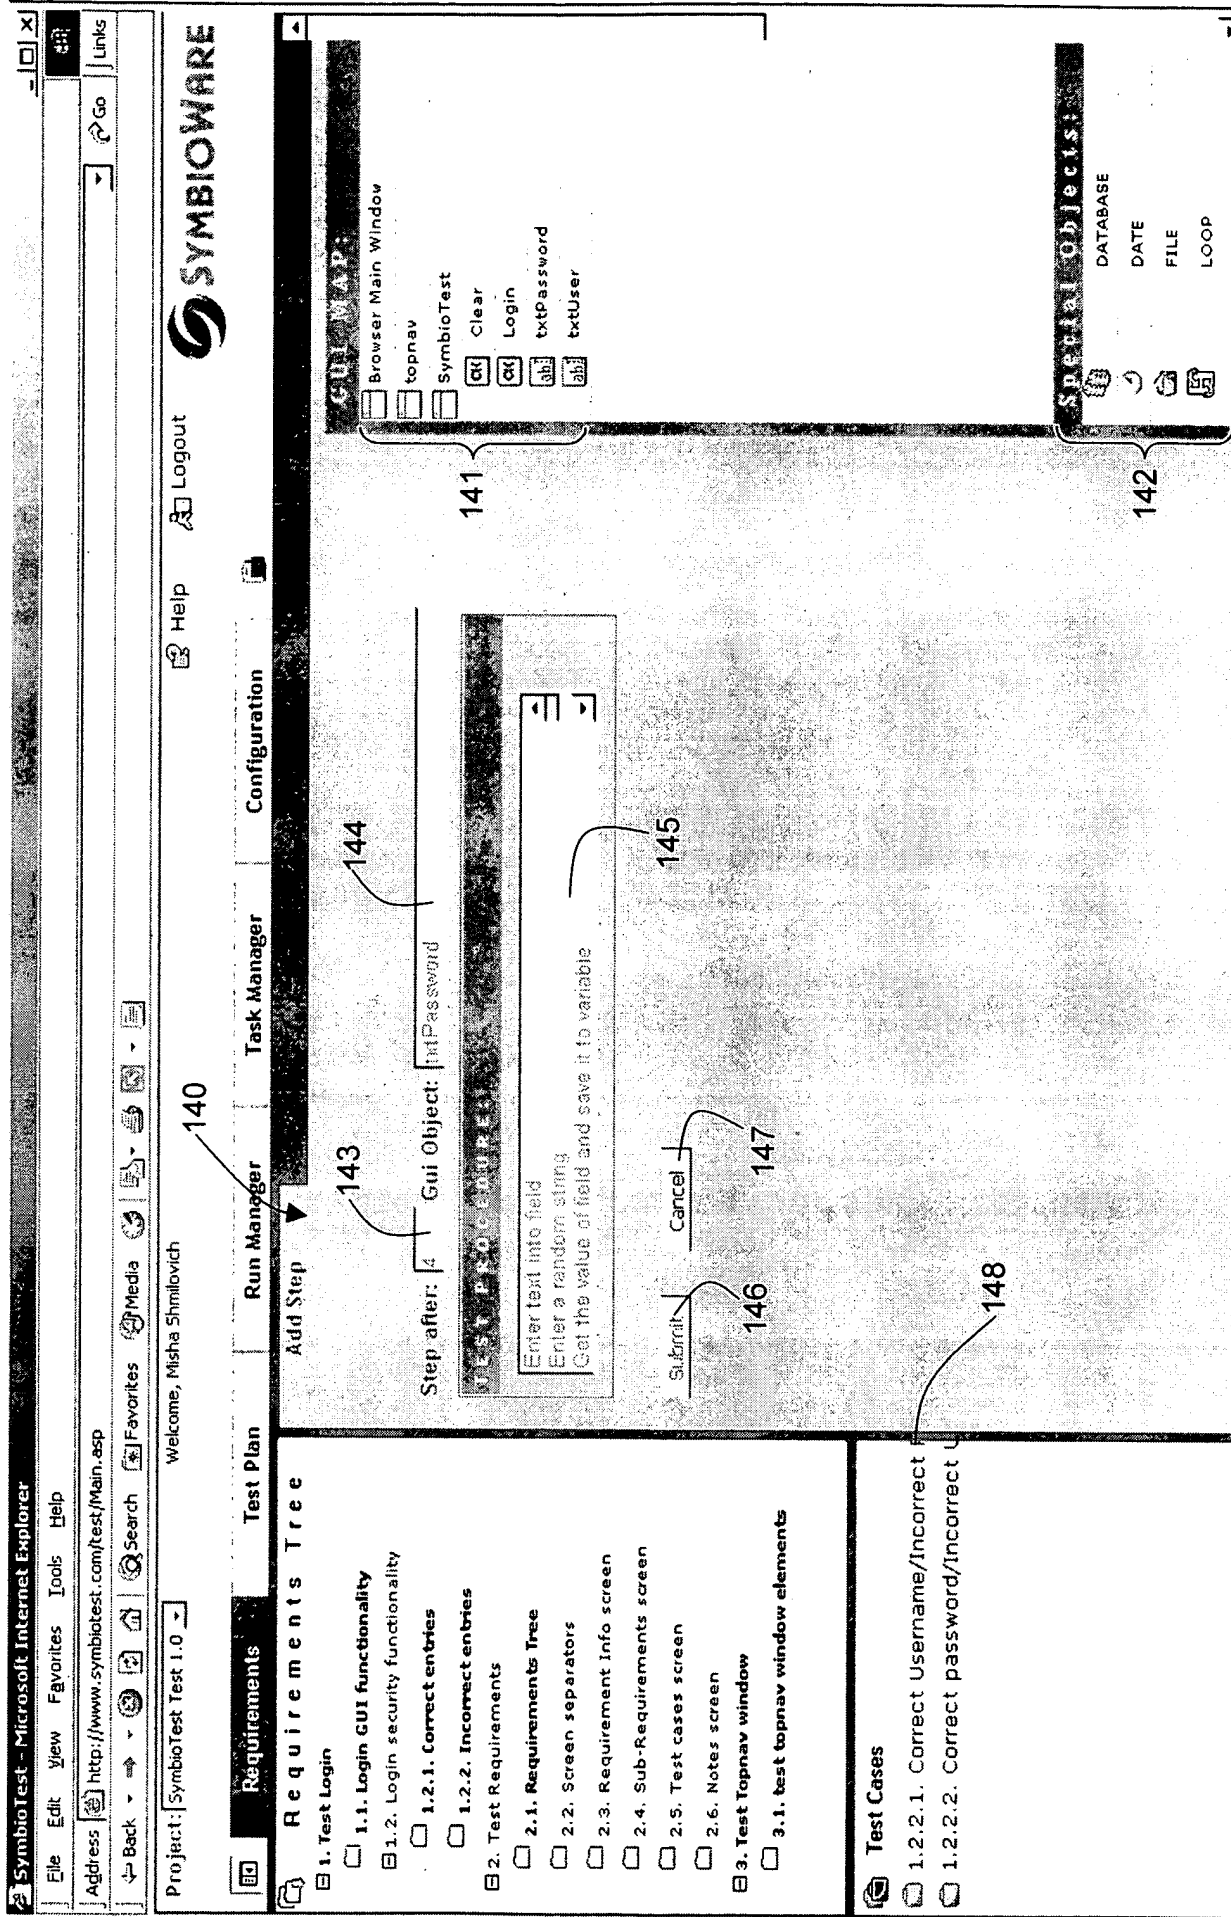 SymbioTest - Microsoft Internet Explorer
File Edit View Favorites Tools Help
Address http://www.symbiotest.com/test/Main.asp Go Links
Back Search Favorites Media
Project: SymbioTest Test 1.0 Welcome, Misha Shmilovich Help Logout SYMBIOWARE
140
Requirements Test Plan Run Manager Task Manager Configuration
Requirements Tree
1. Test Login
1.1. Login GUI functionality
1.2. Login security functionality
1.2.1. Correct entries
1.2.2. Incorrect entries
2. Test Requirements
2.1. Requirements Tree
2.2. Screen separators
2.3. Requirement Info screen
2.4. Sub-Requirements screen
2.5. Test cases screen
2.6. Notes screen
3. Test Topnav window
3.1. test topnav window elements
Test Cases
1.2.2.1. Correct Username/Incorrect
1.2.2.2. Correct password/Incorrect
148
Add Step
143
144
Step after: 4 Gui Object: txtPassword
TEST PROCEDURES
Enter text into field
Enter a random string
Get the value of field and save it to variable
145
Submit Cancel
146
147
GUI MAP:
Browser Main Window
topnav
SymbioTest
Clear
Login
txtPassword
txtUser
141
Special Objects:
DATABASE
DATE
FILE
LOOP
142